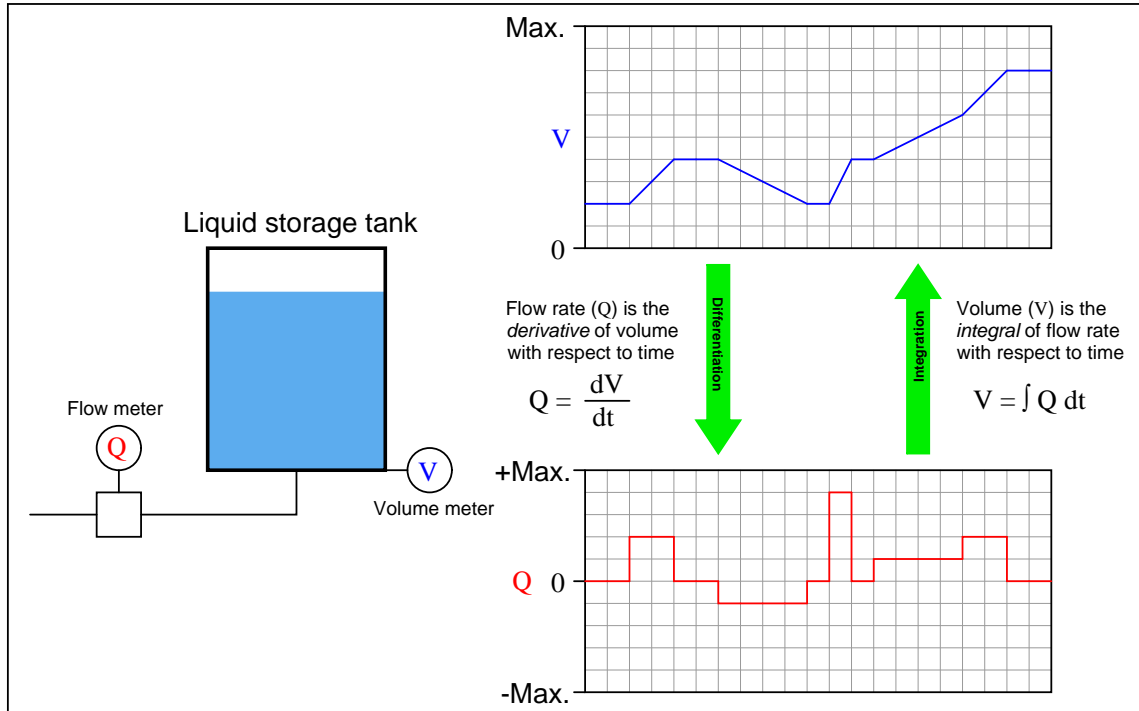 Max.
V
0
Liquid storage tank
Flow meter
Q
V
Volume meter
Flow rate (Q) is the
derivative of volume
with respect to time
Q = dV
dt
Differentiation
Integration
Volume (V) is the
integral of flow rate
with respect to time
V = ∫ Q dt
+Max.
Q 0
-Max.